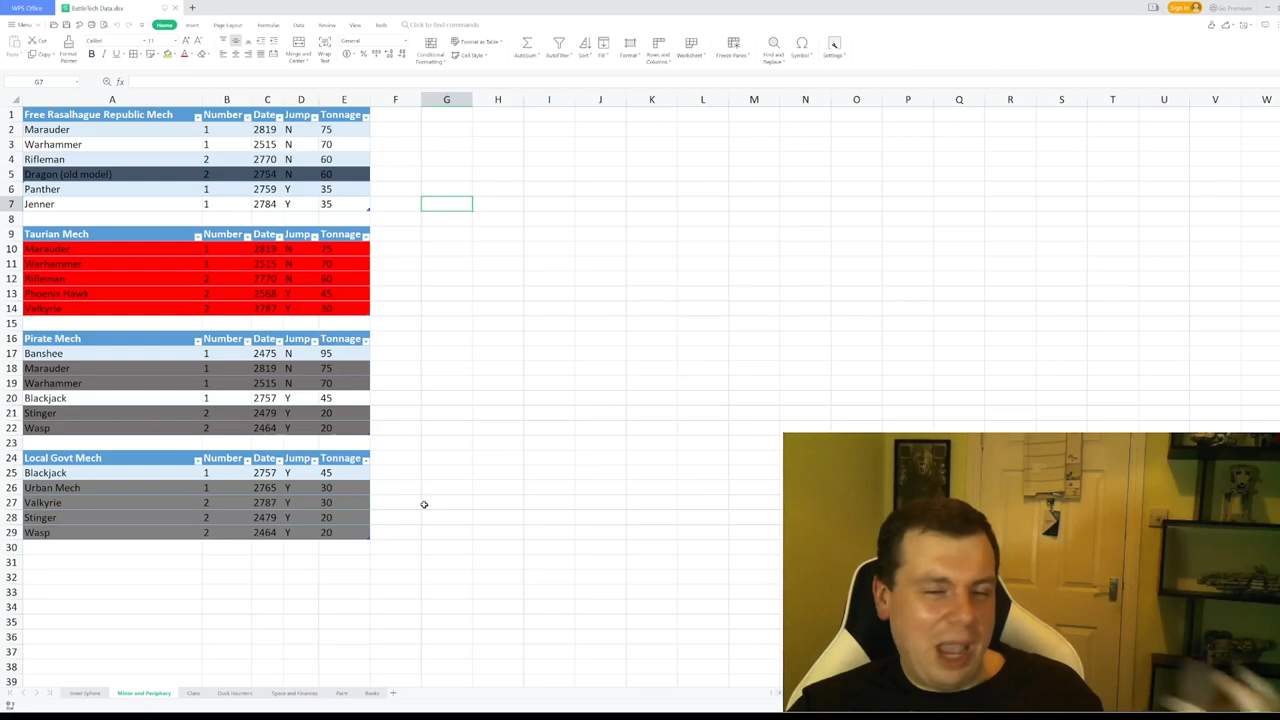 WPS Office BattleTech Data.xlsx + Sign in Go Premium
Menu Home Insert Page Layout Formulas Data Review View Tools Click to find commands
Paste Cut Copy Format Painter Calibri 11 B I U A Merge and Center Wrap Text General Conditional Formatting Format as Table Cell Style AutoSum AutoFilter Sort Fill Format Rows and Columns Worksheet Freeze Panes Find and Replace Symbol Settings
G7 fx
A B C D E F G H I J K L M N O P Q R S T U V W
1 Free Rasalhague Republic Mech Number Date Jump Tonnage
2 Marauder 1 2819 N 75
3 Warhammer 1 2515 N 70
4 Rifleman 2 2770 N 60
5 Dragon (old model) 2 2754 N 60
6 Panther 1 2759 Y 35
7 Jenner 1 2784 Y 35
8
9 Taurian Mech Number Date Jump Tonnage
10 Marauder 1 2819 N 75
11 Warhammer 1 2515 N 70
12 Rifleman 2 2770 N 60
13 Phoenix Hawk 2 2568 Y 45
14 Valkyrie 2 2787 Y 30
15
16 Pirate Mech Number Date Jump Tonnage
17 Banshee 1 2475 N 95
18 Marauder 1 2819 N 75
19 Warhammer 1 2515 N 70
20 Blackjack 1 2757 Y 45
21 Stinger 2 2479 Y 20
22 Wasp 2 2464 Y 20
23
24 Local Govt Mech Number Date Jump Tonnage
25 Blackjack 1 2757 Y 45
26 Urban Mech 1 2765 Y 30
27 Valkyrie 2 2787 Y 30
28 Stinger 2 2479 Y 20
29 Wasp 2 2464 Y 20
30
31
32
33
34
35
36
37
38
39
Inner Sphere Minor and Periphery Clans Dusk Haunters Space and Finances Paint Books +